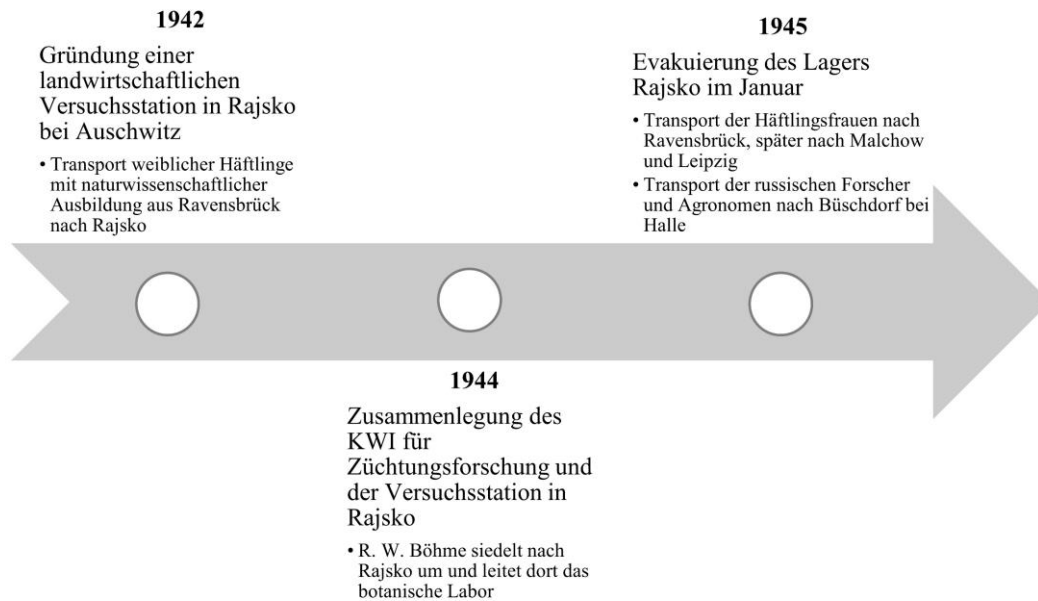 1942
Gründung einer
landwirtschaftlichen
Versuchsstation in Rajsko
bei Auschwitz
• Transport weiblicher Häftlinge
mit naturwissenschaftlicher
Ausbildung aus Ravensbrück
nach Rajsko
1944
Zusammenlegung des
KWI für
Züchtungsforschung und
der Versuchsstation in
Rajsko
• R. W. Böhme siedelt nach
Rajsko um und leitet dort das
botanische Labor
1945
Evakuierung des Lagers
Rajsko im Januar
• Transport der Häftlingsfrauen nach
Ravensbrück, später nach Malchow
und Leipzig
• Transport der russischen Forscher
und Agronomen nach Büschdorf bei
Halle